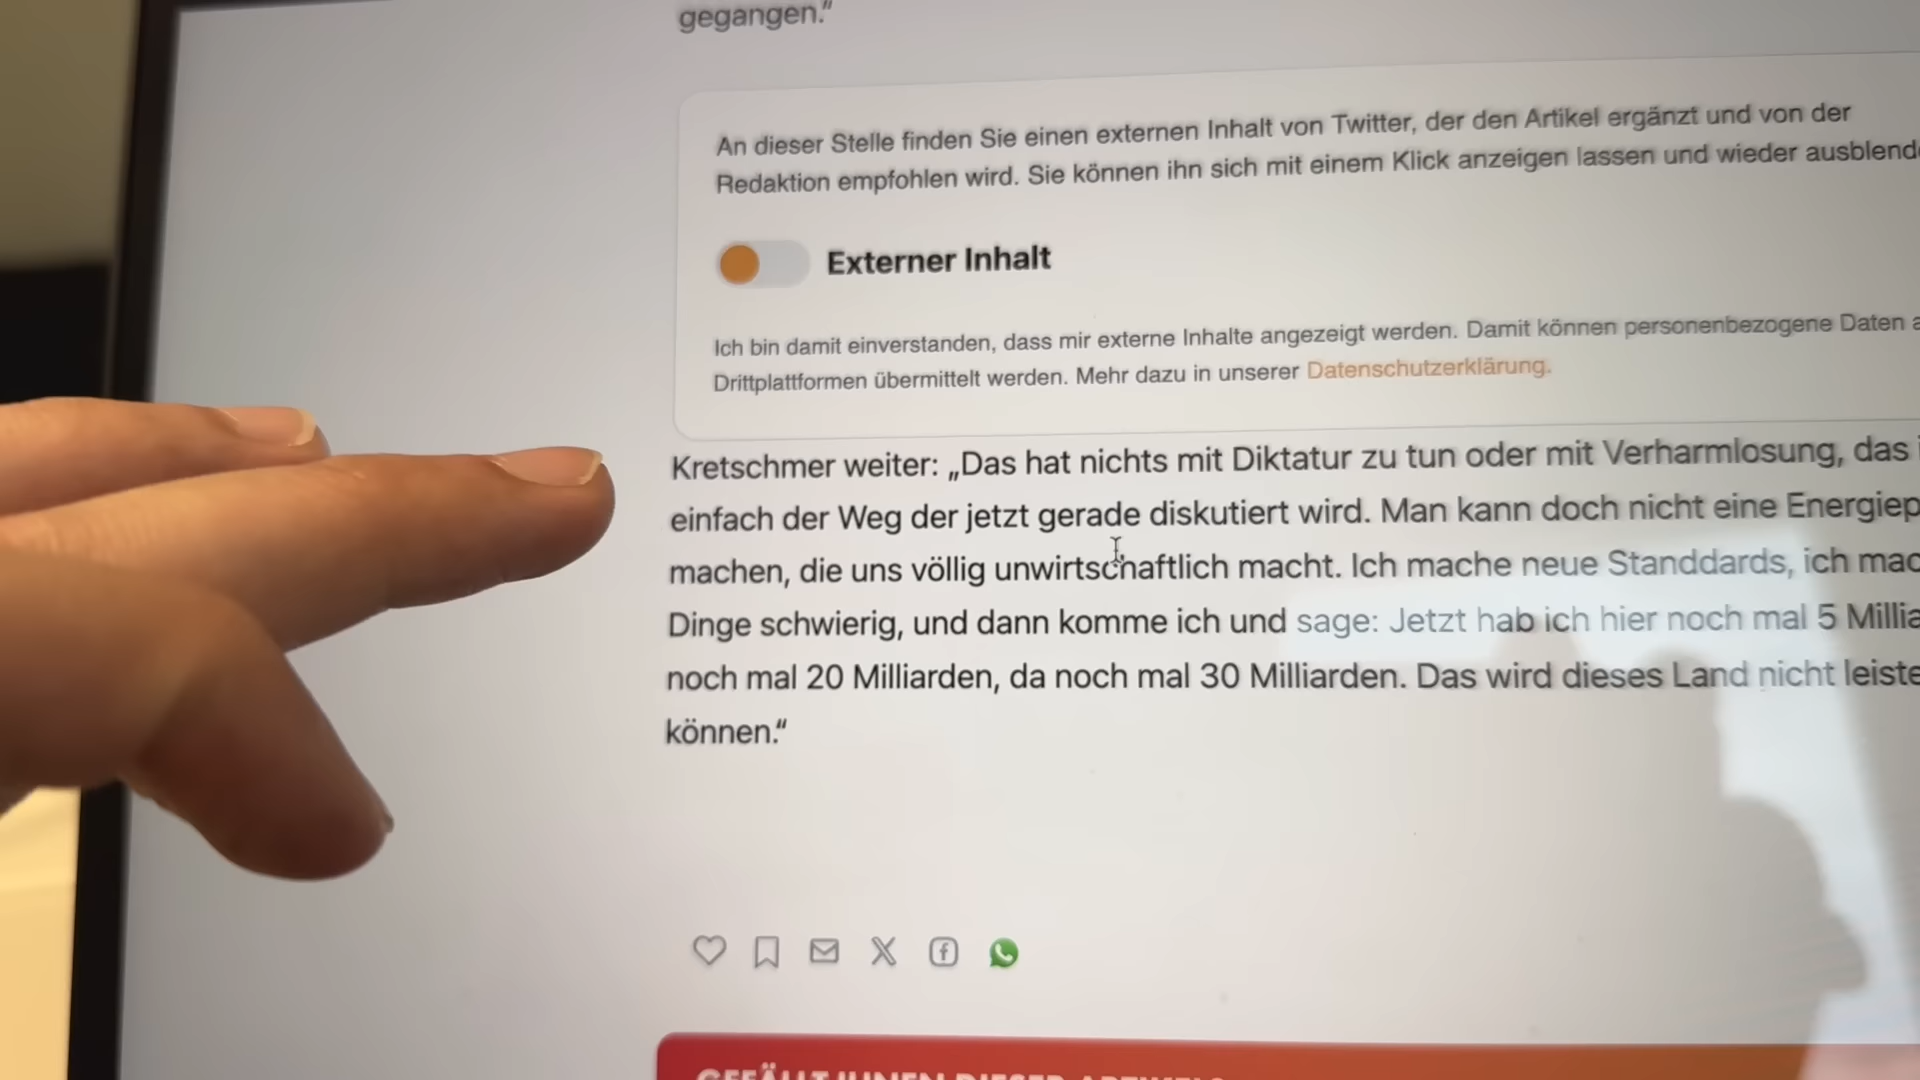 gegangen.“
An dieser Stelle finden Sie einen externen Inhalt von Twitter, der den Artikel ergänzt und von der
Redaktion empfohlen wird. Sie können ihn sich mit einem Klick anzeigen lassen und wieder
Externer Inhalt
Ich bin damit einverstanden, dass mir externe Inhalte angezeigt werden. Damit können personenbezogene Daten
Drittplattformen übermittelt werden. Mehr dazu in unserer Datenschutzerklärung.
Kretschmer weiter: „Das hat nichts mit Diktatur zu tun oder mit Verharmlosung, das
einfach der Weg der jetzt gerade diskutiert wird. Man kann doch nicht eine
machen, die uns völlig unwirtschaftlich macht. Ich mache neue Standdards, ich
Dinge schwierig, und dann komme ich und sage: Jetzt hab ich hier noch mal 5
noch mal 20 Milliarden, da noch mal 30 Milliarden. Das wird dieses Land nicht
können.“
GEFÄLLT IHNEN DIESER ARTIKEL?